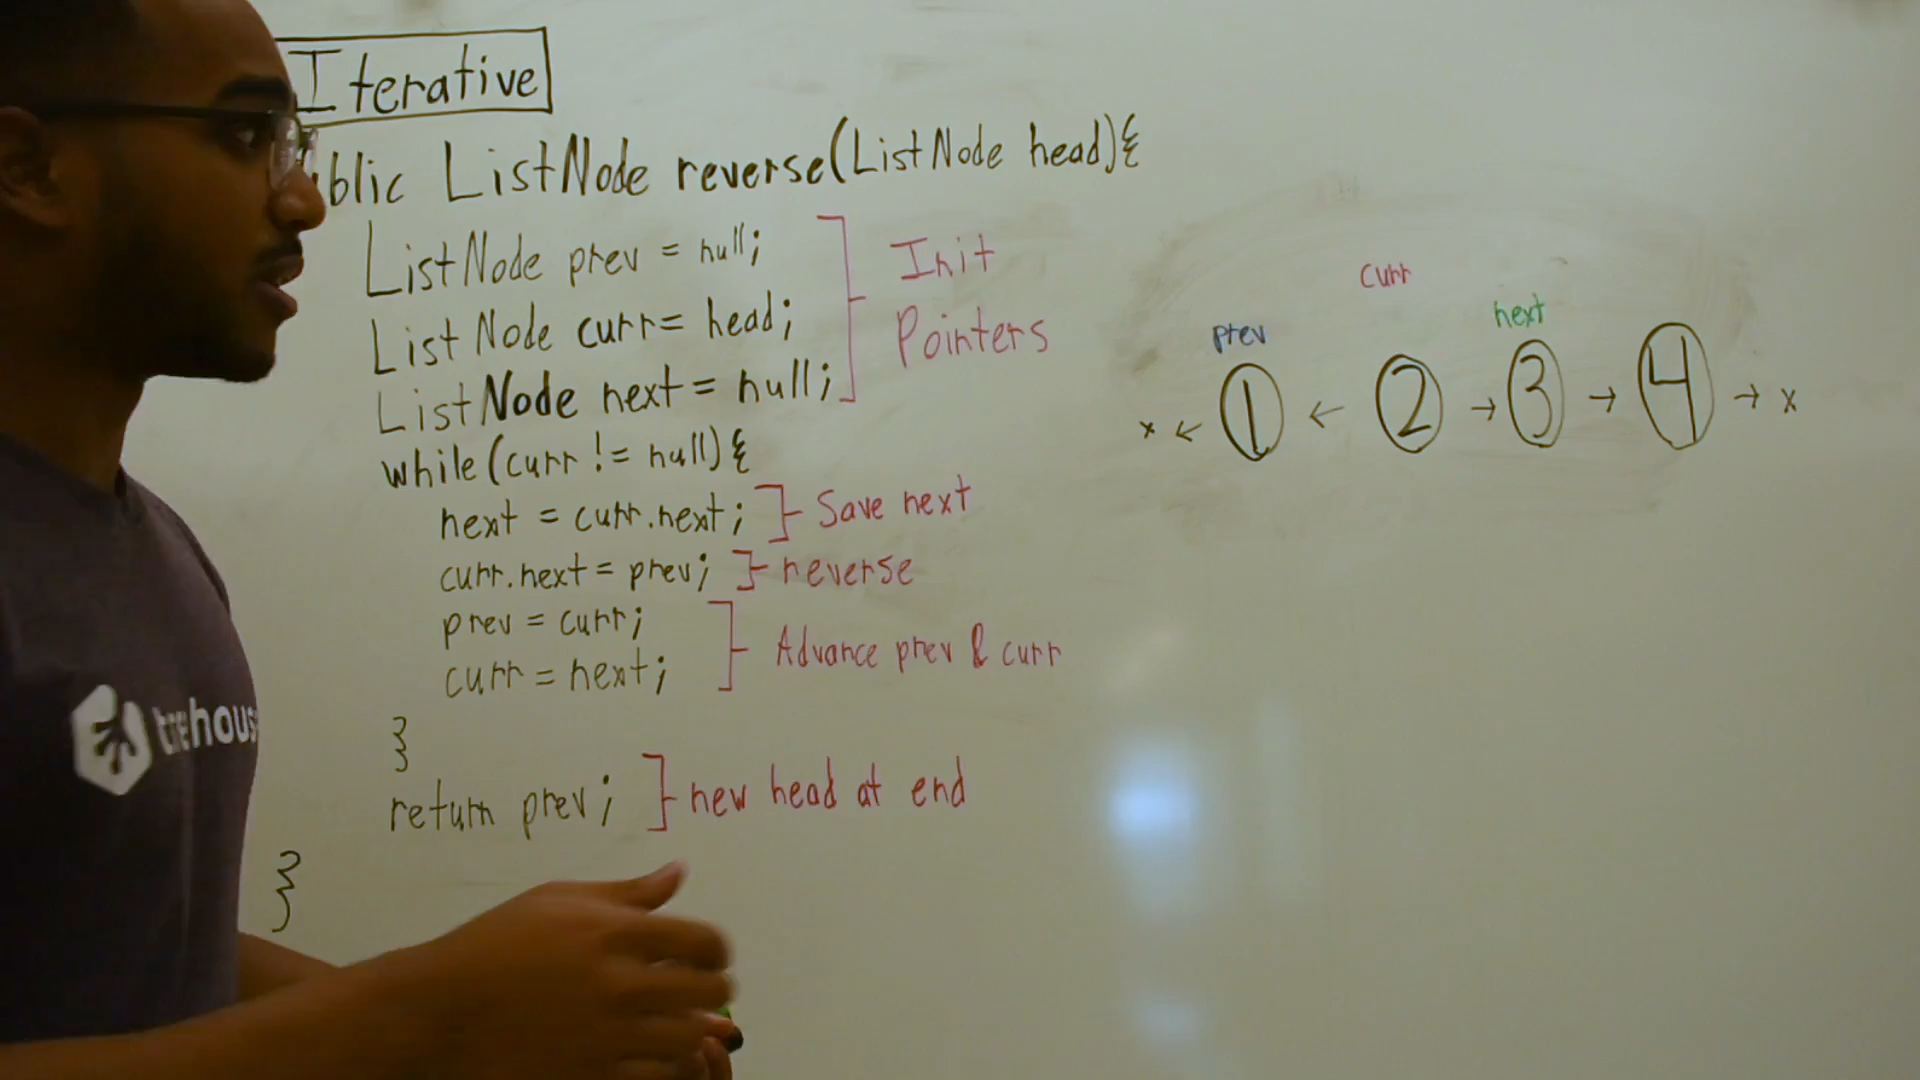 Iterative
blic ListNode reverse(ListNode head){
ListNode prev = null;
ListNode curr = head;
ListNode next = null;
Init
Pointers
while(curr != null){
next = curr.next; Save next
curr.next = prev; reverse
prev = curr;
curr = next;
Advance prev & curr
}
return prev; new head at end
}
curr
prev next
x ← 1 ← 2 → 3 → 4 → x
treehouse